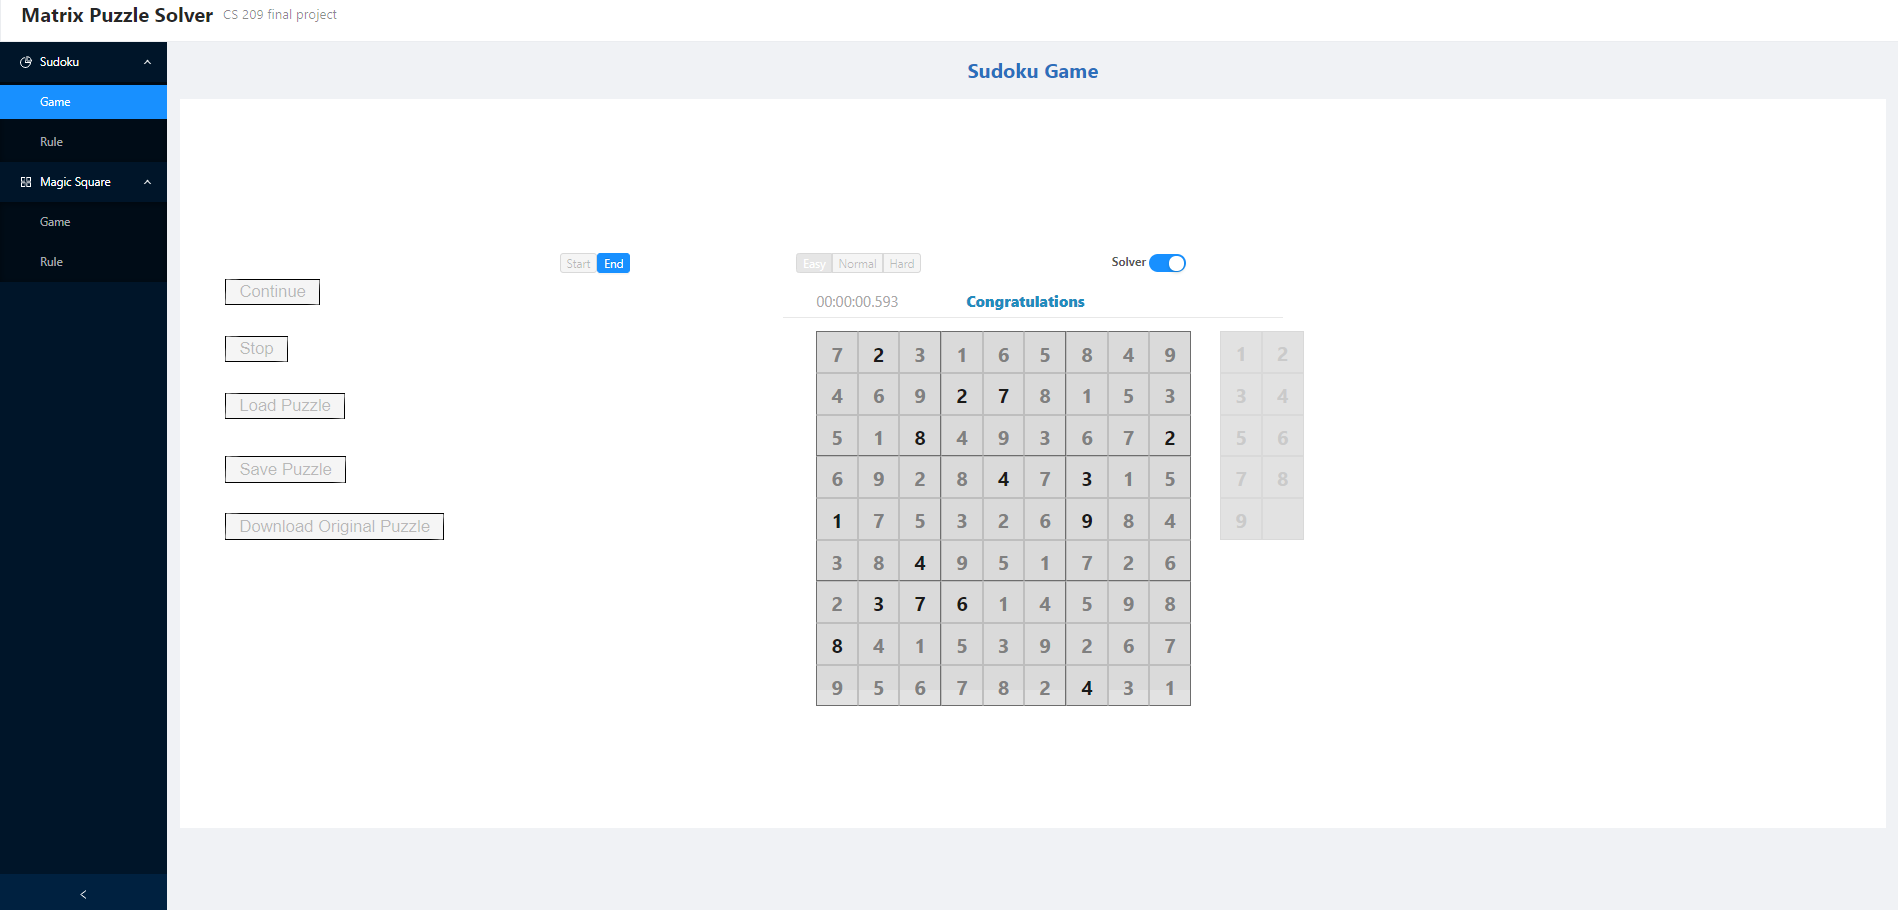 Matrix Puzzle Solver CS 209 final project
Sudoku
Game
Rule
Magic Square
Game
Rule
<
Sudoku Game
Start End
Easy Normal Hard
Solver
Continue
Stop
Load Puzzle
Save Puzzle
Download Original Puzzle
00:00:00.593 Congratulations
7 2 3 1 6 5 8 4 9
4 6 9 2 7 8 1 5 3
5 1 8 4 9 3 6 7 2
6 9 2 8 4 7 3 1 5
1 7 5 3 2 6 9 8 4
3 8 4 9 5 1 7 2 6
2 3 7 6 1 4 5 9 8
8 4 1 5 3 9 2 6 7
9 5 6 7 8 2 4 3 1
1 2
3 4
5 6
7 8
9